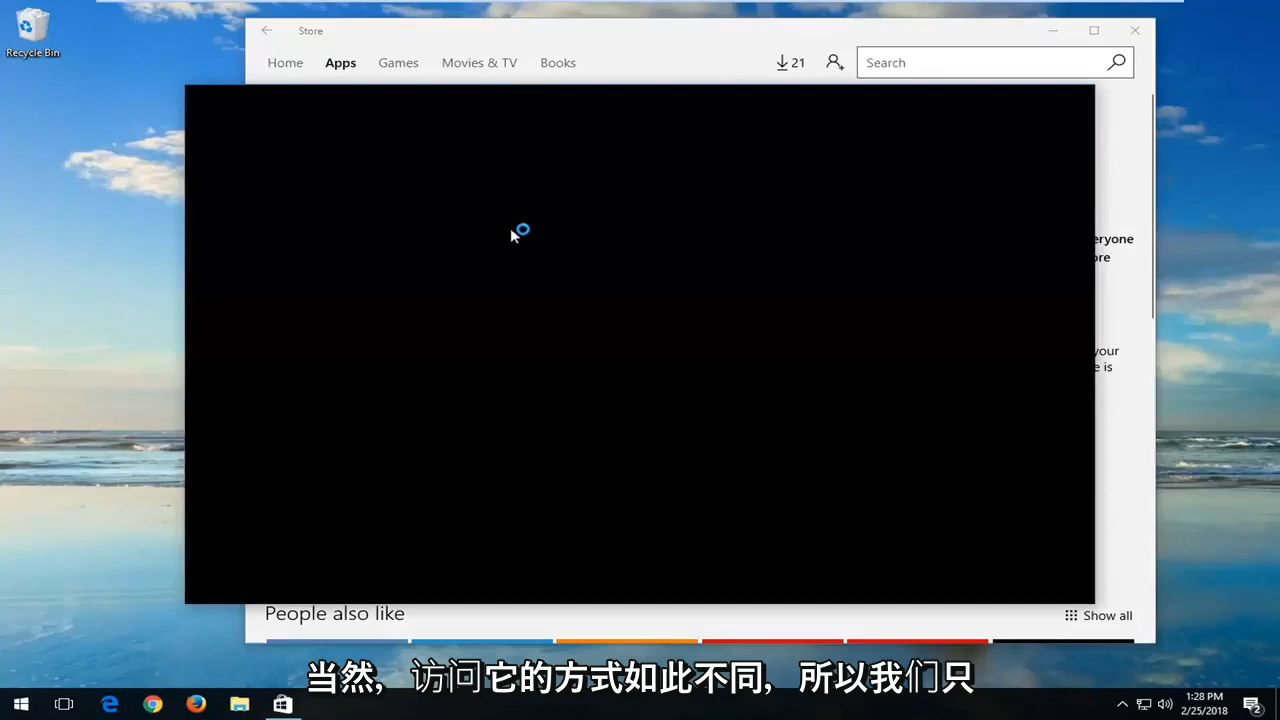 Recycle Bin
Store
Home Apps Games Movies & TV Books 21 Search
eryone
ore
your
e is
People also like Show all
当然，访问它的方式如此不同，所以我们只
1:28 PM
2/25/2018
2